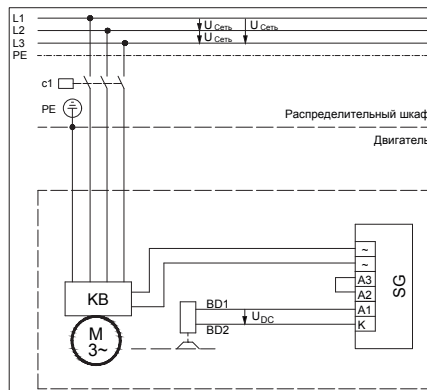 L1
L2
L3
PE
U Сеть
U Сеть
U Сеть
c1
PE
Распределительный шкаф
Двигатель
KB
M
3~
BD1
BD2
U DC
~
~
A3
A2
A1
K
SG